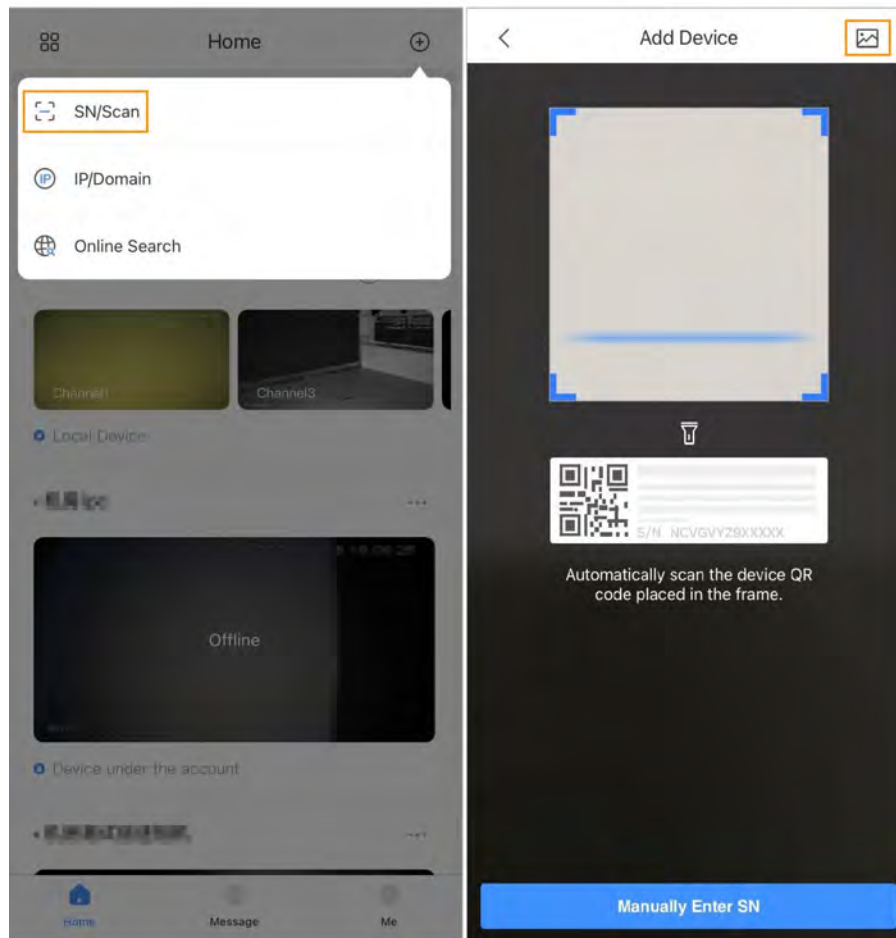 Home
SN/Scan
IP
IP/Domain
Online Search
Channel3
Local Device
Offline
Device under the account
Home
Message
Me
Add Device
S/N NCVGVYZ9XXXXX
Automatically scan the device QR
code placed in the frame.
Manually Enter SN